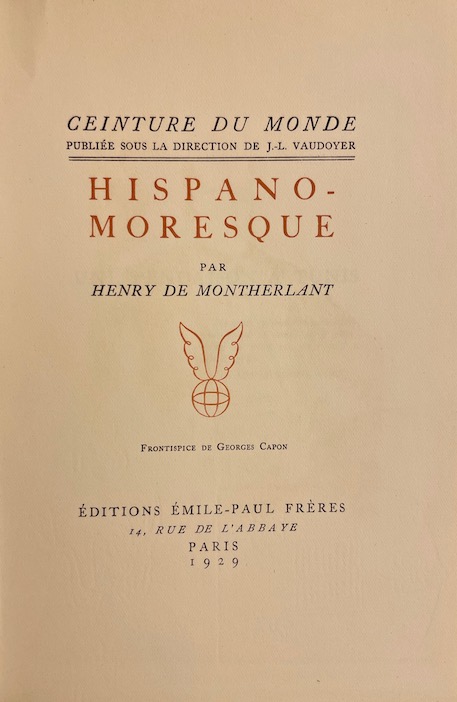 CEINTURE DU MONDE
PUBLIÉE SOUS LA DIRECTION DE J.-L. VAUDOYER
HISPANO-
MORESQUE
PAR
HENRY DE MONTHERLANT
FRONTISPICE DE GEORGES CAPON
ÉDITIONS ÉMILE-PAUL FRÈRES
14, RUE DE L'ABBAYE
PARIS
1929